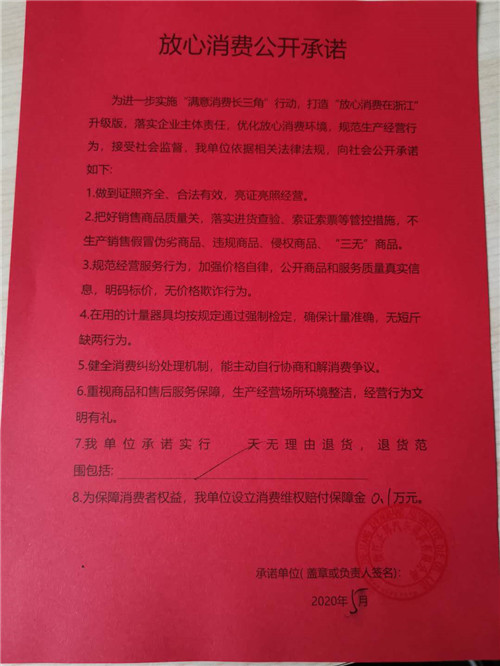 放心消费公开承诺
为进一步实施“满意消费长三角”行动，打造“放心消费在浙江”
升级版，落实企业主体责任，优化放心消费环境，规范生产经营行
为，接受社会监督，我单位依据相关法律法规，向社会公开承诺
如下：
1.做到证照齐全、合法有效，亮证亮照经营。
2.把好销售商品质量关，落实进货查验、索证索票等管控措施，不
生产销售假冒伪劣商品、违规商品、侵权商品、“三无”商品。
3.规范经营服务行为，加强价格自律，公开商品和服务质量真实信
息，明码标价，无价格欺诈行为。
4.在用的计量器具均按规定通过强制检定，确保计量准确，无短斤
缺两行为。
5.健全消费纠纷处理机制，能主动自行协商和解消费争议。
6.重视商品和售后服务保障，生产经营场所环境整洁，经营行为文
明有礼。
7.我单位承诺实行 天无理由退货，退货范
围包括:
8.为保障消费者权益，我单位设立消费维权赔付保障金 0.1万元。
承诺单位( 盖章或负责人签名):
2020年5月